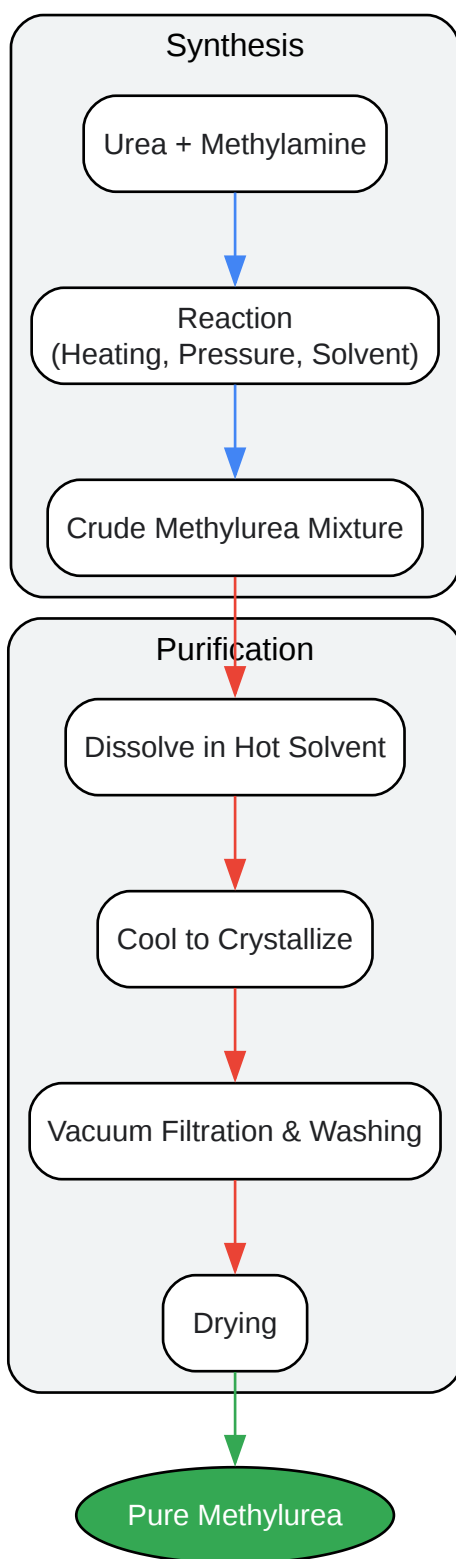 Synthesis
Urea + Methylamine
Reaction
(Heating, Pressure, Solvent)
Crude Methylurea Mixture
Purification
Dissolve in Hot Solvent
Cool to Crystallize
Vacuum Filtration & Washing
Drying
Pure Methylurea